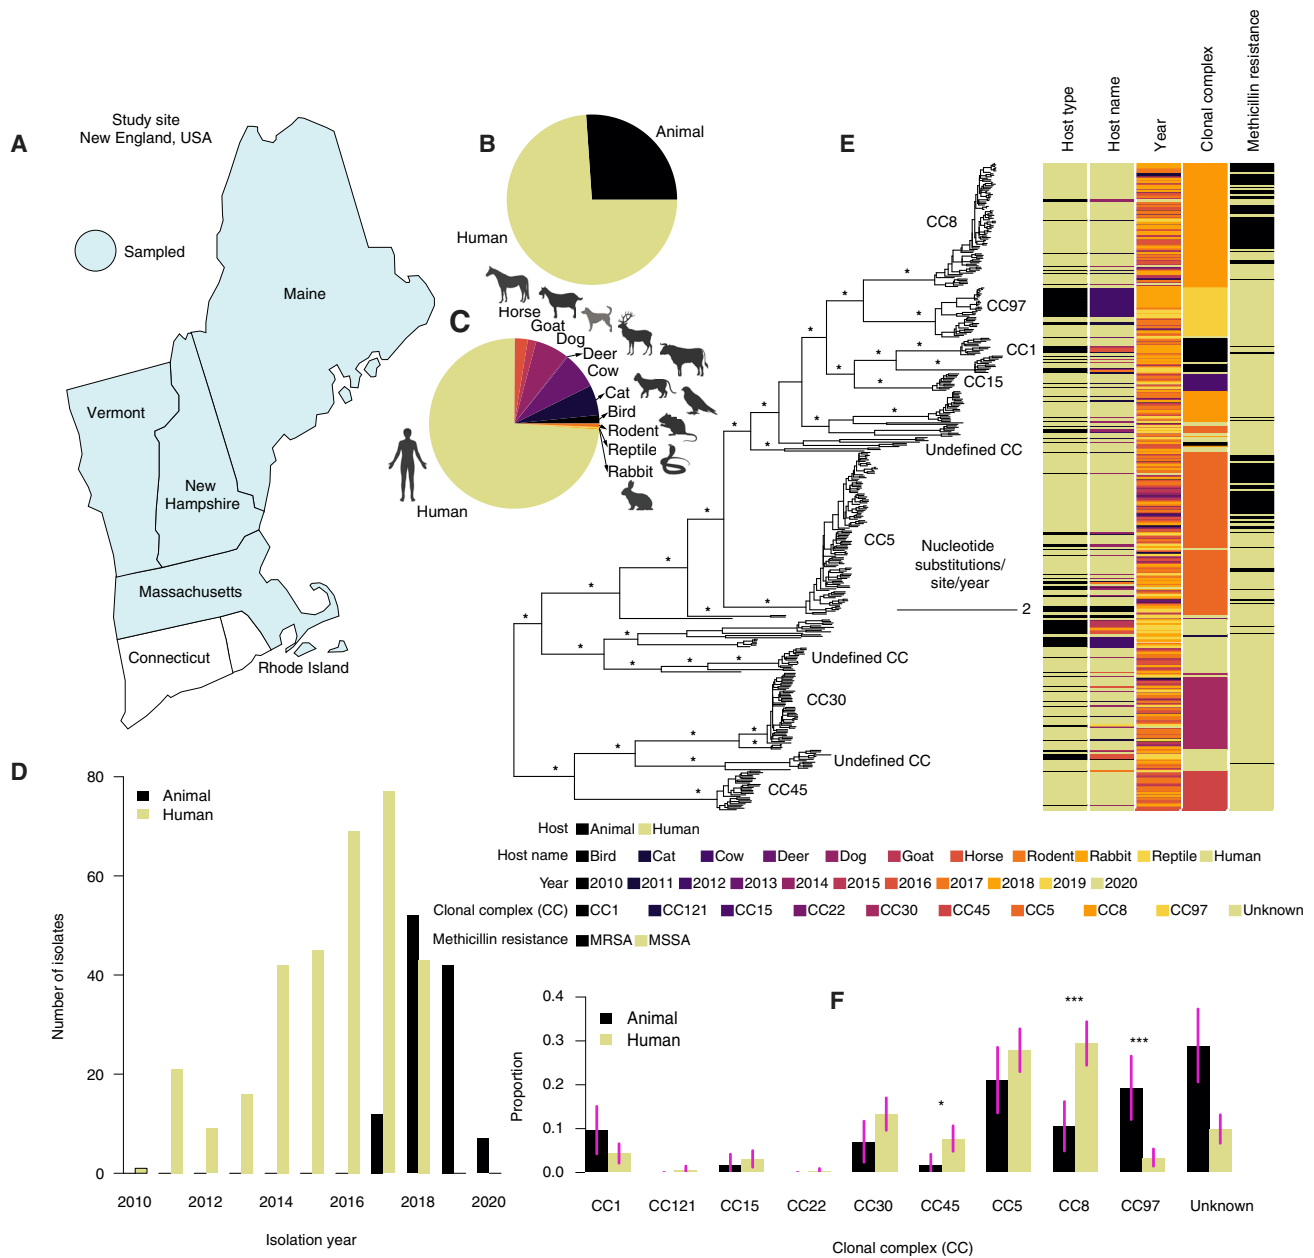 A
Study site
New England, USA
Sampled
Maine
Vermont
New
Hampshire
Massachusetts
Connecticut
Rhode Island
B
Animal
Human
C
Horse
Goat
Dog
Deer
Cow
Cat
Bird
Rodent
Reptile
Rabbit
Human
D
80
60
40
20
0
Number of isolates
Animal
Human
2010
2012
2014
2016
2018
2020
Isolation year
E
Host type
Host name
Year
Clonal complex
Methicillin resistance
CC8
CC97
CC1
CC15
Undefined CC
CC5
Nucleotide
substitutions/
site/year
2
Undefined CC
CC30
Undefined CC
CC45
* * * * * * * * * * * * * * * * * * * * * * * * * * * *
Host Animal Human
Host name Bird Cat Cow Deer Dog Goat Horse Rodent Rabbit Reptile Human
Year 2010 2011 2012 2013 2014 2015 2016 2017 2018 2019 2020
Clonal complex (CC) CC1 CC121 CC15 CC22 CC30 CC45 CC5 CC8 CC97 Unknown
Methicillin resistance MRSA MSSA
F
0.4
0.3
0.2
0.1
0.0
Proportion
Animal
Human
*
***
***
CC1
CC121
CC15
CC22
CC30
CC45
CC5
CC8
CC97
Unknown
Clonal complex (CC)